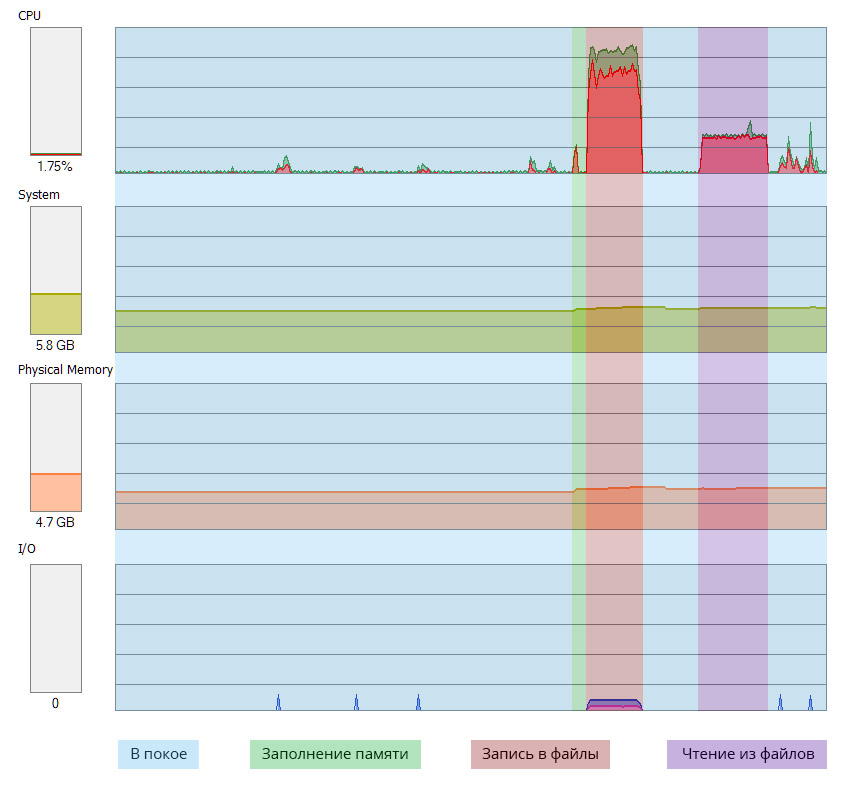 CPU
1.75%
System
5.8 GB
Physical Memory
4.7 GB
I/O
0
В покое
Заполнение памяти
Запись в файлы
Чтение из файлов